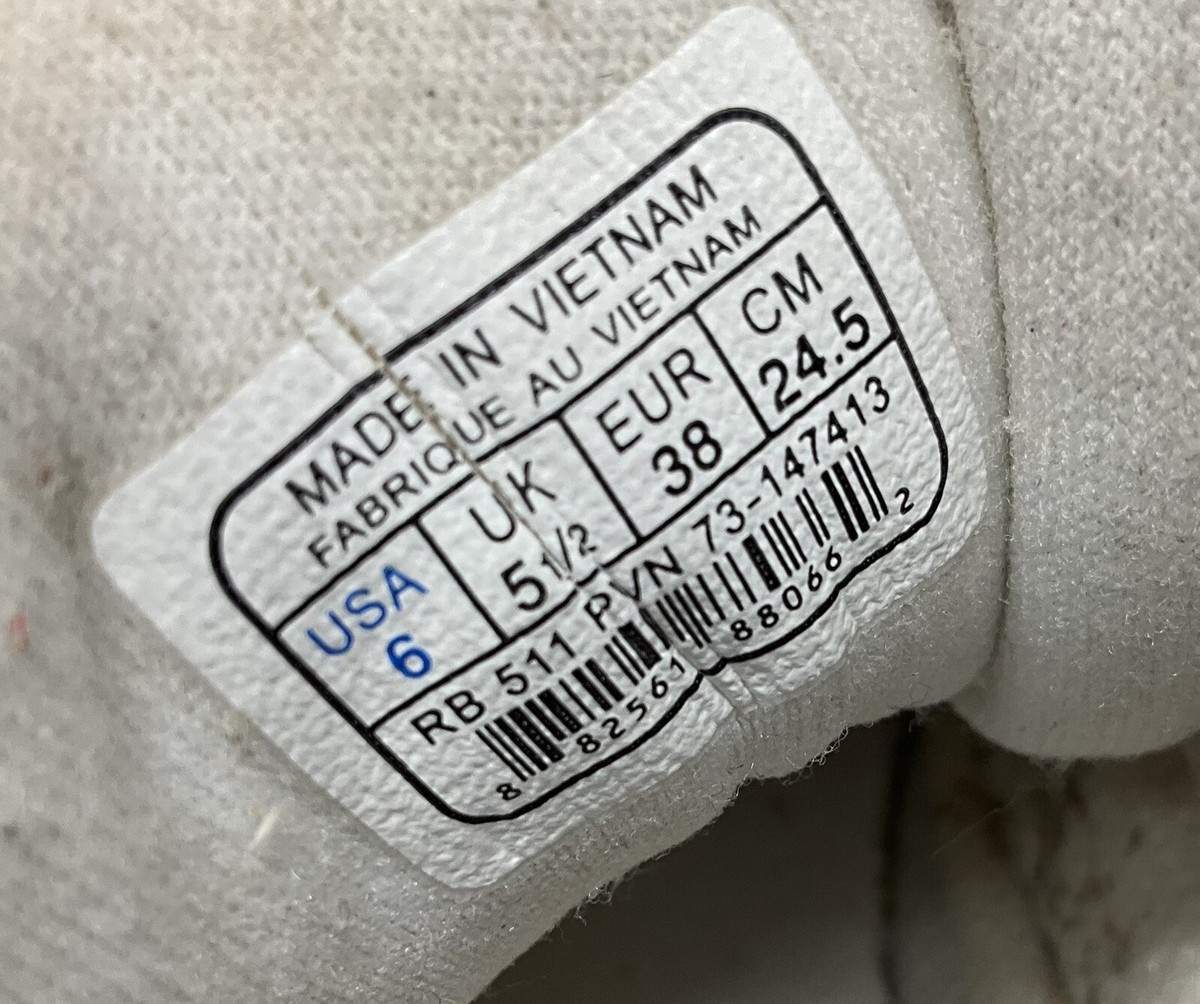 MADE IN VIETNAM
FABRIQUE AU VIETNAM
USA UK EUR CM
6 5 1/2 38 24.5
RB 511 PVN 73-147413
8 82561 88066 2